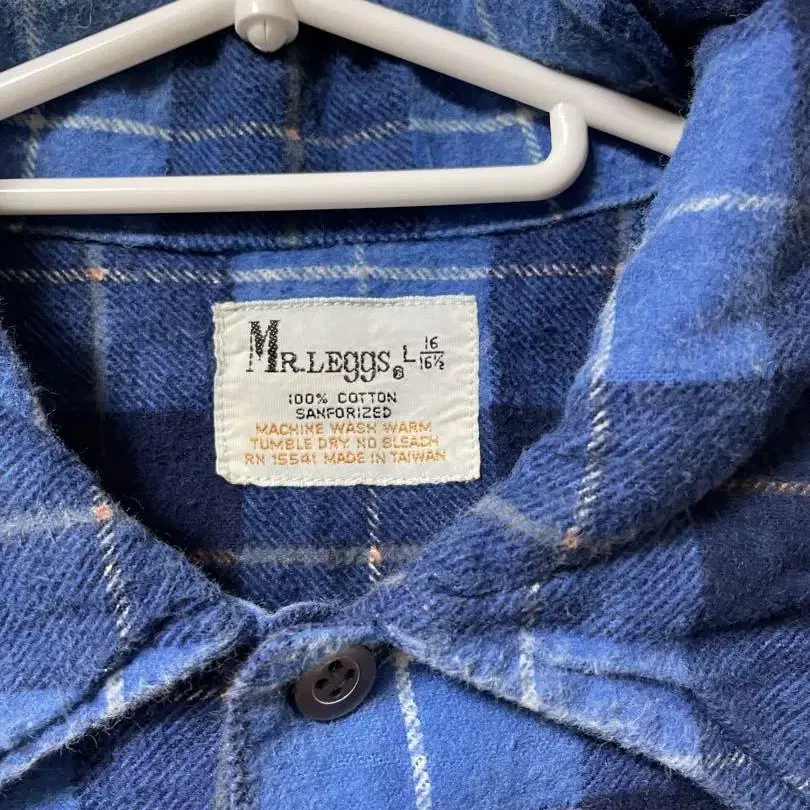 MR. LEGGS® L 16/16½
100% COTTON
SANFORIZED
MACHINE WASH WARM
TUMBLE DRY NO BLEACH
RN 15541 MADE IN TAIWAN